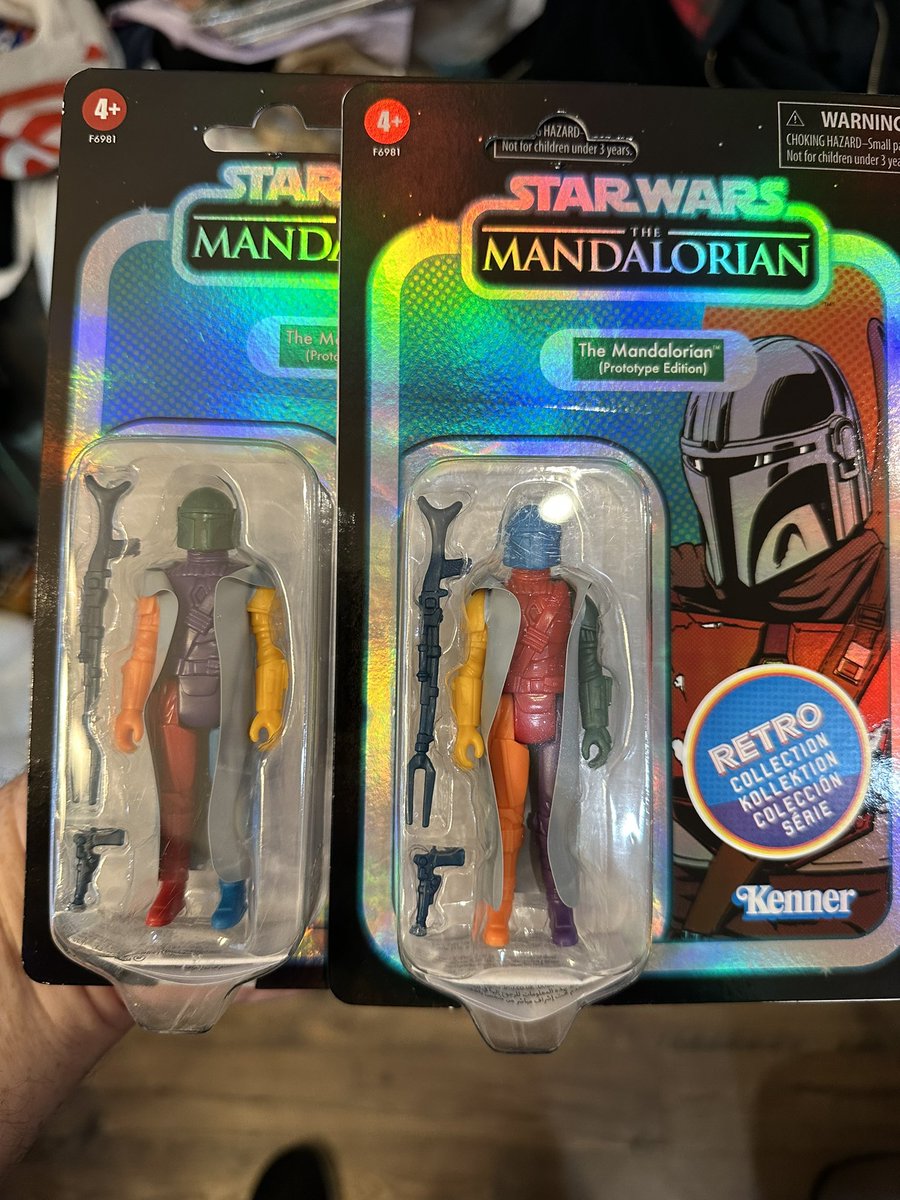 4+
F6981
STAR
MANDA
The M
(Proto
4+
F6981
G HAZARD-
Not for children under 3 years.
WARNING
CHOKING HAZARD–Small pa
Not for children under 3 yea
STAR WARS
THE
MANDALORIAN
The Mandalorian™
(Prototype Edition)
RETRO
COLLECTION
KOLLEKTION
COLECCIÓN
SÉRIE
Kenner